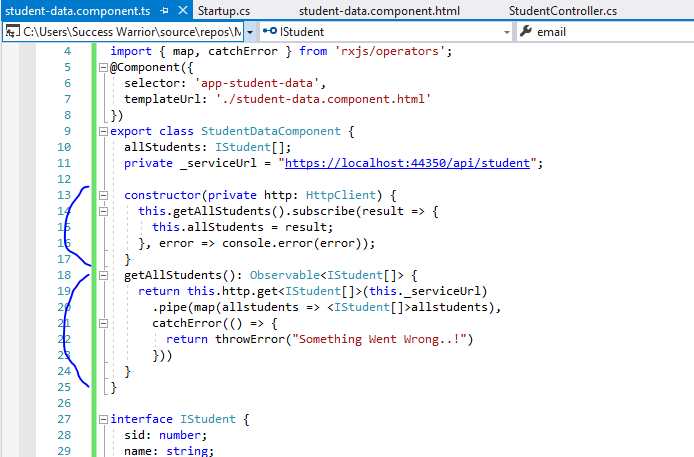 student-data.component.ts Startup.cs student-data.component.html StudentController.cs
C:\Users\Success Warrior\source\repos\M IStudent email
4 import { map, catchError } from 'rxjs/operators';
5 @Component({
6 selector: 'app-student-data',
7 templateUrl: './student-data.component.html'
8 })
9 export class StudentDataComponent {
10 allStudents: IStudent[];
11 private _serviceUrl = "https://localhost:44350/api/student";
12
13 constructor(private http: HttpClient) {
14 this.getAllStudents().subscribe(result => {
15 this.allStudents = result;
16 }, error => console.error(error));
17 }
18 getAllStudents(): Observable<IStudent[]> {
19 return this.http.get<IStudent[]>(this._serviceUrl)
20 .pipe(map(allstudents => <IStudent[]>allstudents),
21 catchError(() => {
22 return throwError("Something Went Wrong..!")
23 }))
24 }
25 }
26
27 interface IStudent {
28 sid: number;
29 name: string;